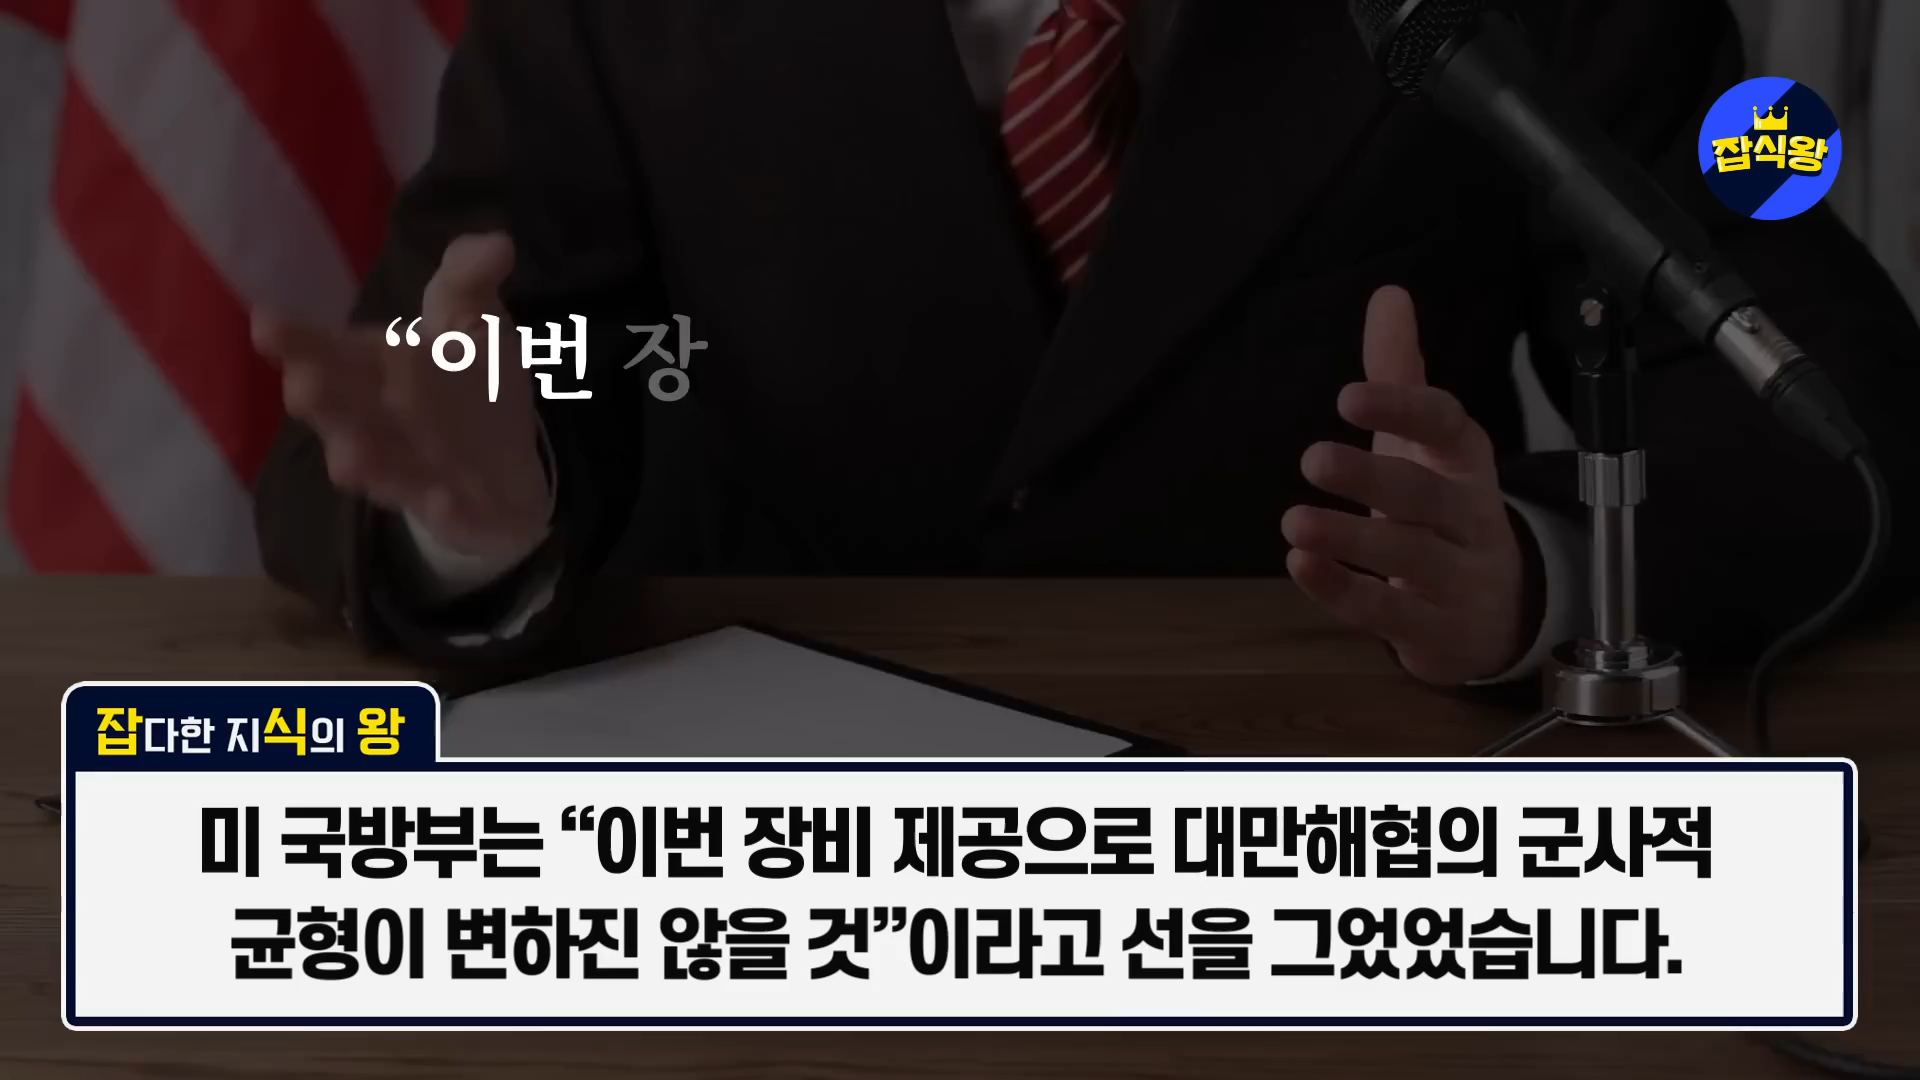 잡식왕
“이번 장
잡다한 지식의 왕
미 국방부는 “이번 장비 제공으로 대만해협의 군사적
균형이 변하진 않을 것”이라고 선을 그었었습니다.